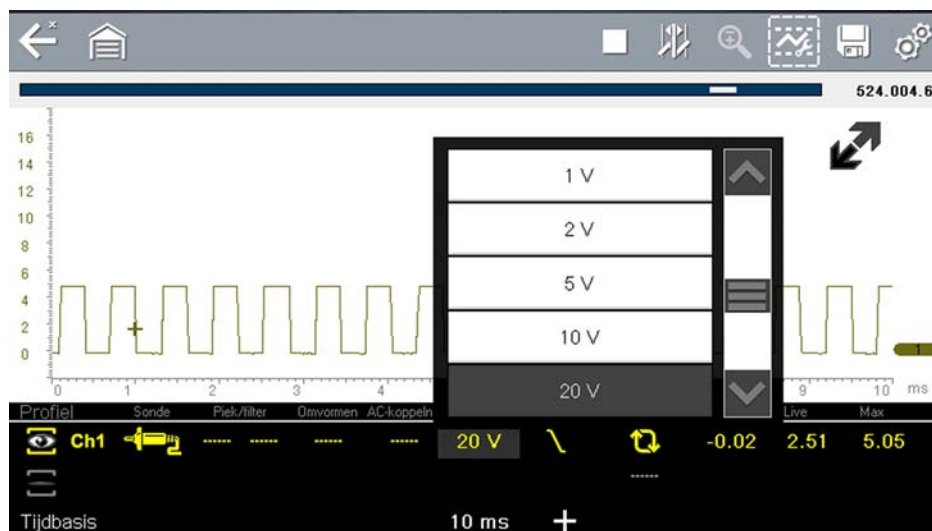 524.004.6
16
14
12
10
8
6
4
2
0
1 V
2 V
5 V
10 V
20 V
1
0 1 2 3 4 9 10 ms
Profiel Sonde Piek/filter Omvormen AC-koppeln Live Max
Ch1 ------ ------ ------ ------ 20 V -0.02 2.51 5.05
------
Tijdbasis 10 ms +